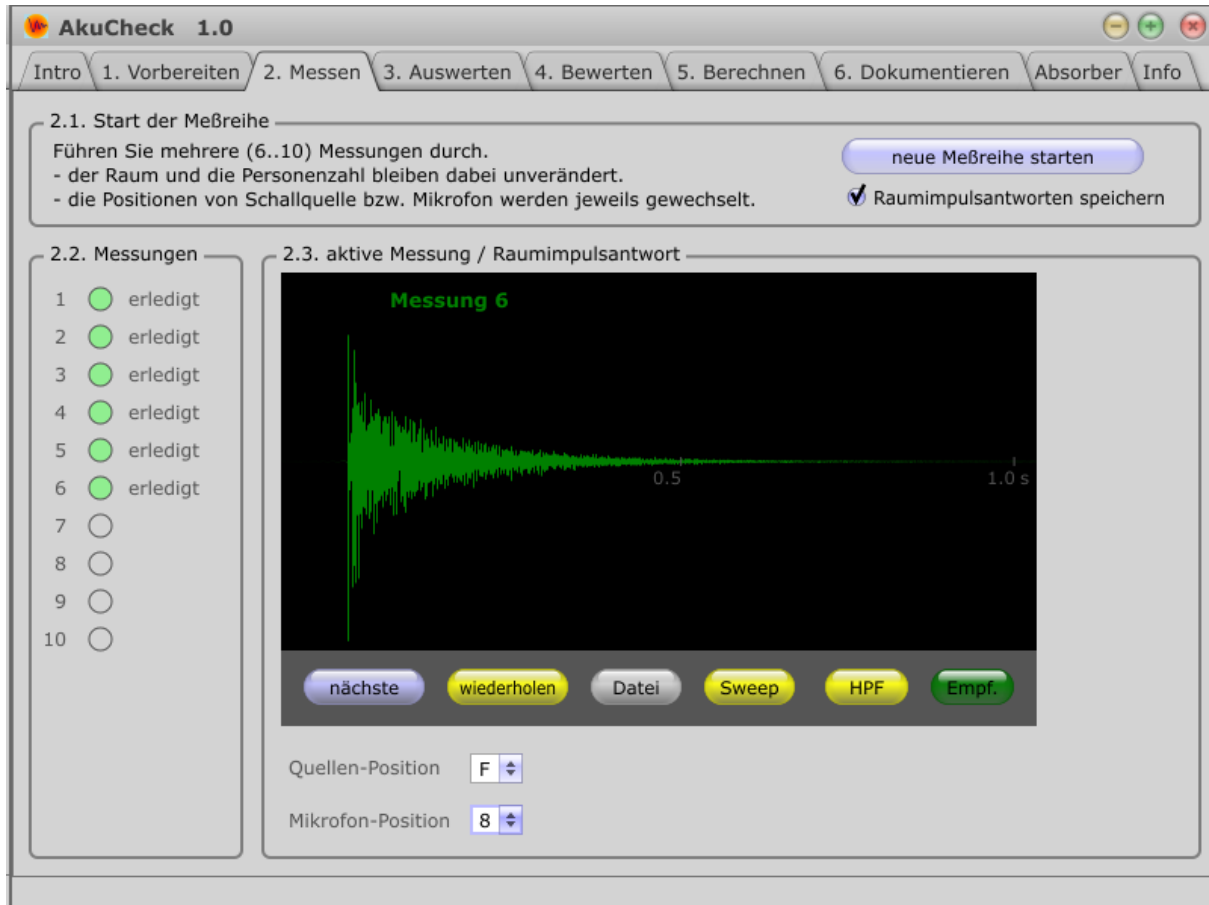 AkuCheck 1.0
Intro 1. Vorbereiten 2. Messen 3. Auswerten 4. Bewerten 5. Berechnen 6. Dokumentieren Absorber Info
2.1. Start der Meßreihe
Führen Sie mehrere (6..10) Messungen durch.
- der Raum und die Personenzahl bleiben dabei unverändert.
- die Positionen von Schallquelle bzw. Mikrofon werden jeweils gewechselt.
neue Meßreihe starten
Raumimpulsantworten speichern
2.2. Messungen
1 erledigt
2 erledigt
3 erledigt
4 erledigt
5 erledigt
6 erledigt
7
8
9
10
2.3. aktive Messung / Raumimpulsantwort
Messung 6
0.5 1.0 s
nächste wiederholen Datei Sweep HPF Empf.
Quellen-Position F
Mikrofon-Position 8